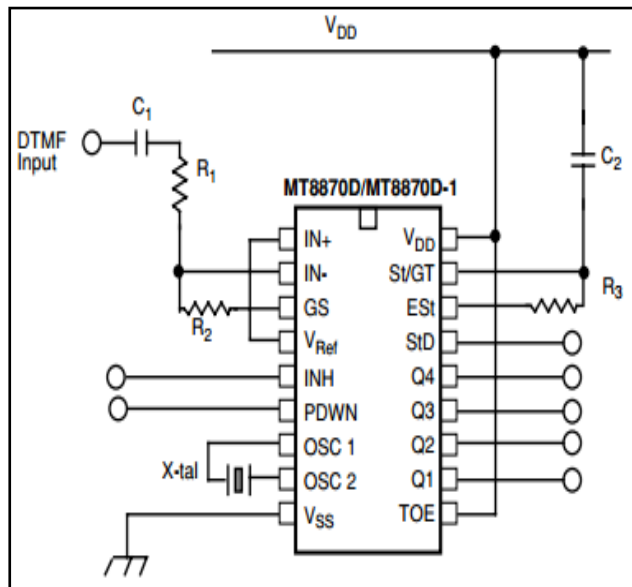 VDD
C1
DTMF
Input
R1
C2
MT8870D/MT8870D-1
IN+
VDD
IN-
St/GT
R3
GS
ESt
R2
VRef
StD
INH
Q4
PDWN
Q3
OSC 1
Q2
X-tal
OSC 2
Q1
VSS
TOE